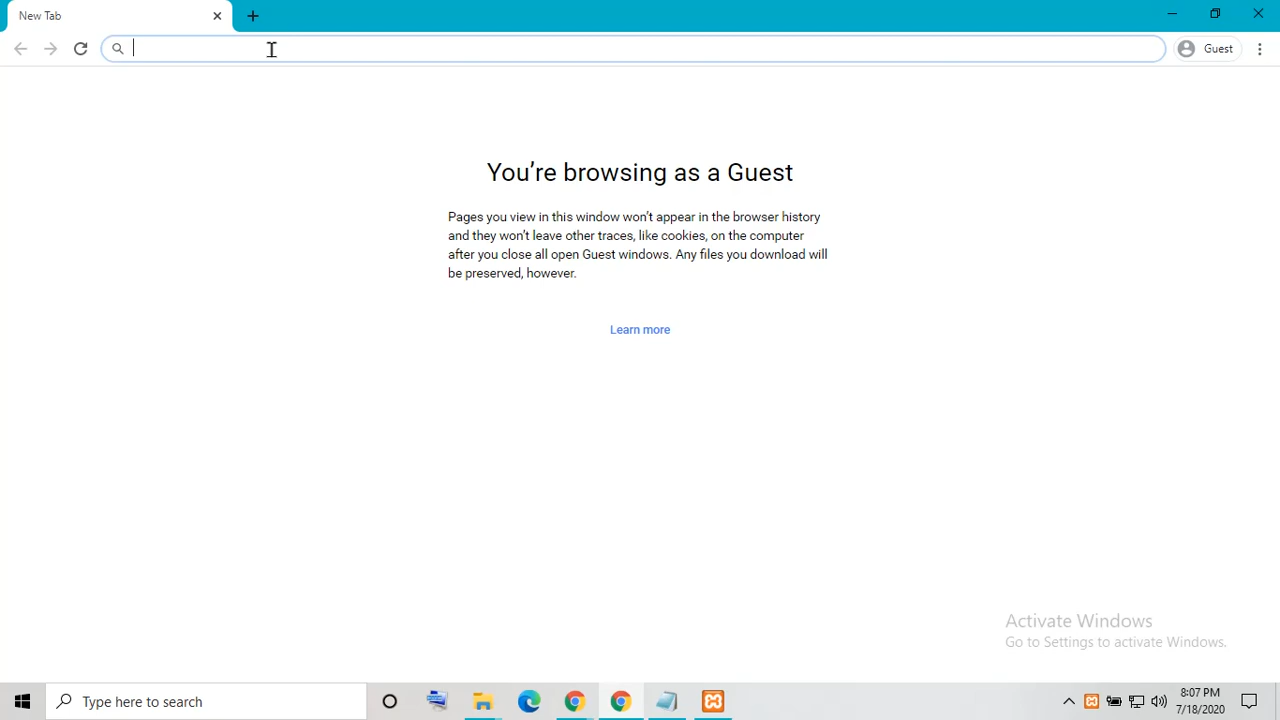 New Tab
Guest
You’re browsing as a Guest
Pages you view in this window won’t appear in the browser history
and they won’t leave other traces, like cookies, on the computer
after you close all open Guest windows. Any files you download will
be preserved, however.
Learn more
Activate Windows
Go to Settings to activate Windows.
Type here to search
8:07 PM
7/18/2020